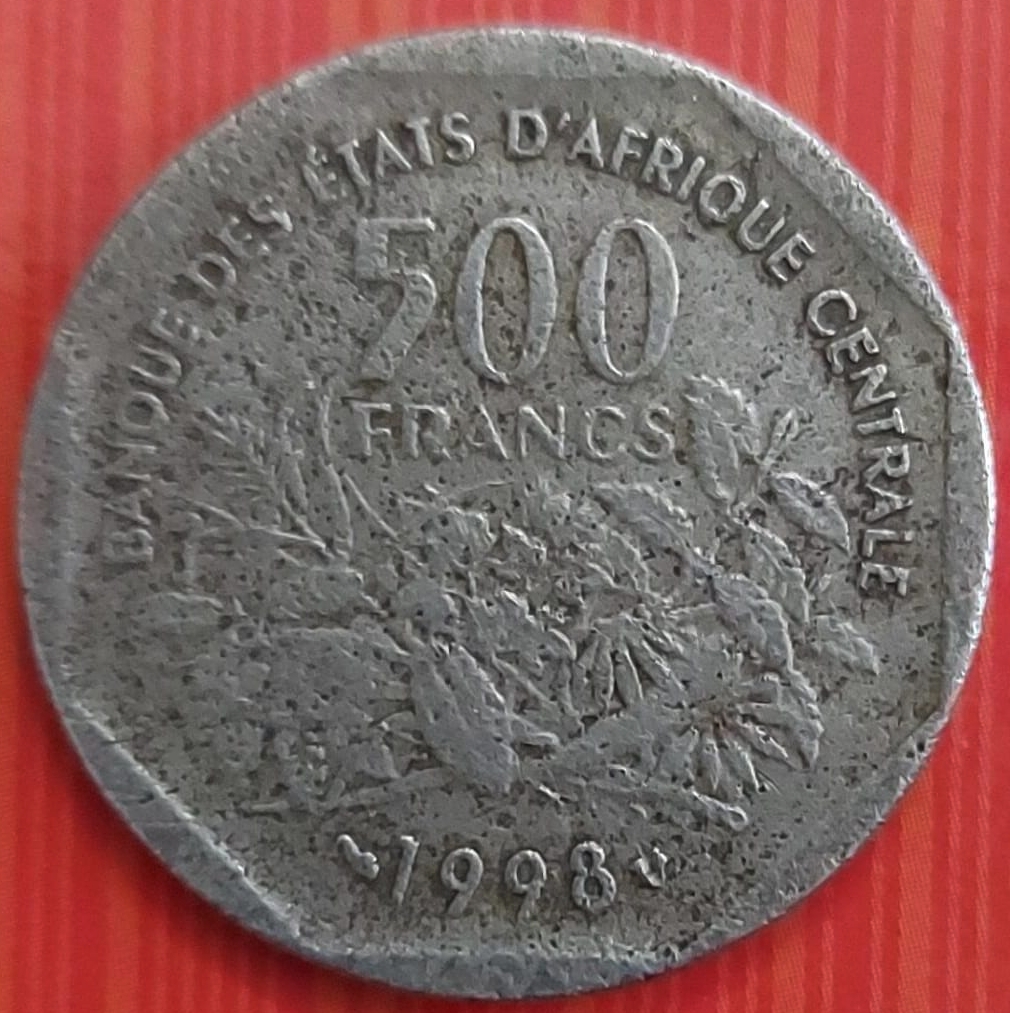 BANQUE DES ÉTATS D'AFRIQUE CENTRALE
500
FRANCS
1998